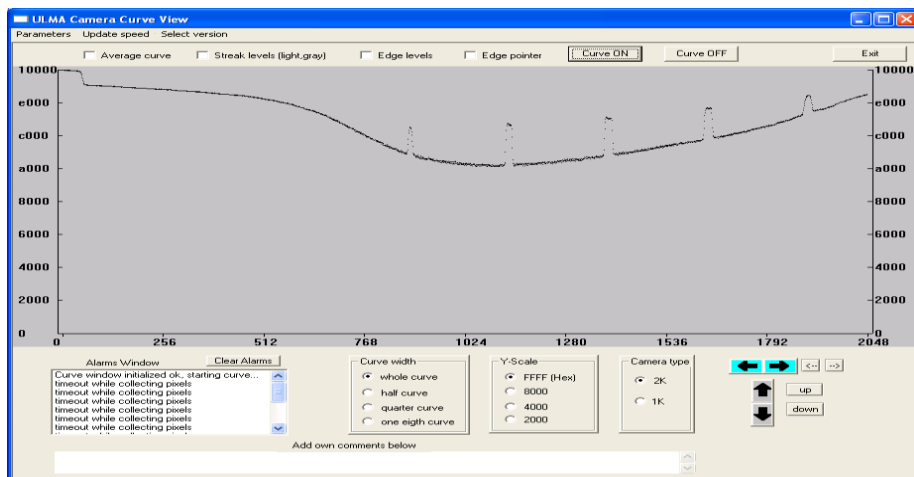 ULMA Camera Curve View
Parameters Update speed Select version
Average curve Streak levels (light,gray) Edge levels Edge pointer Curve ON Curve OFF Exit
10000 10000
e000 e000
c000 c000
a000 a000
8000 8000
6000 6000
4000 4000
2000 2000
0 0
0 256 512 768 1024 1280 1536 1792 2048
Alarms Window Clear Alarms Curve width Y-Scale Camera type
Curve window initialized ok, starting curve... whole curve FFFF (Hex) 2K <-- -->
timeout while collecting pixels
timeout while collecting pixels half curve 8000 up
timeout while collecting pixels 1K
timeout while collecting pixels quarter curve 4000 down
timeout while collecting pixels one eigth curve 2000
timeout while collecting pixels
Add own comments below